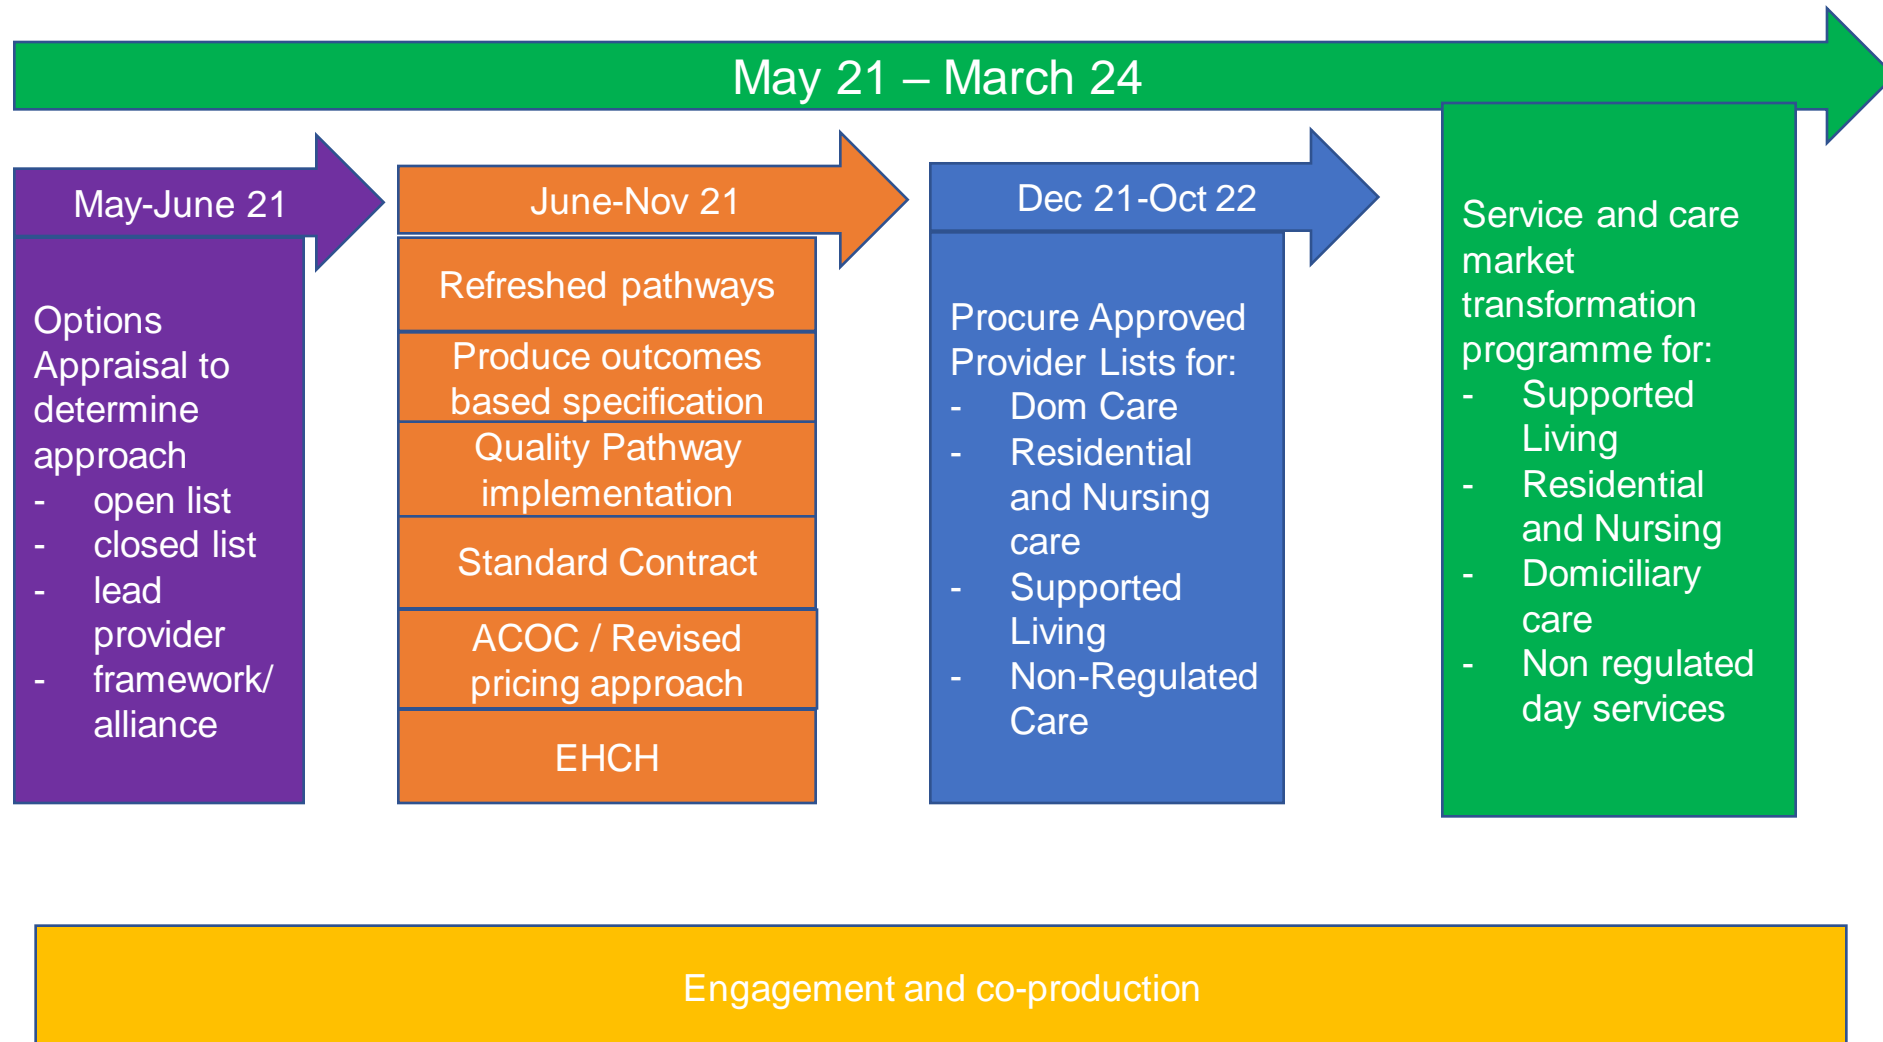 May 21 – March 24
May-June 21
Options
Appraisal to
determine
approach
- open list
- closed list
- lead
provider
- framework/
alliance
June-Nov 21
Refreshed pathways
Produce outcomes
based specification
Quality Pathway
implementation
Standard Contract
ACOC / Revised
pricing approach
EHCH
Dec 21-Oct 22
Procure Approved
Provider Lists for:
- Dom Care
- Residential
and Nursing
care
- Supported
Living
- Non-Regulated
Care
Service and care
market
transformation
programme for:
- Supported
Living
- Residential
and Nursing
- Domiciliary
care
- Non regulated
day services
Engagement and co-production